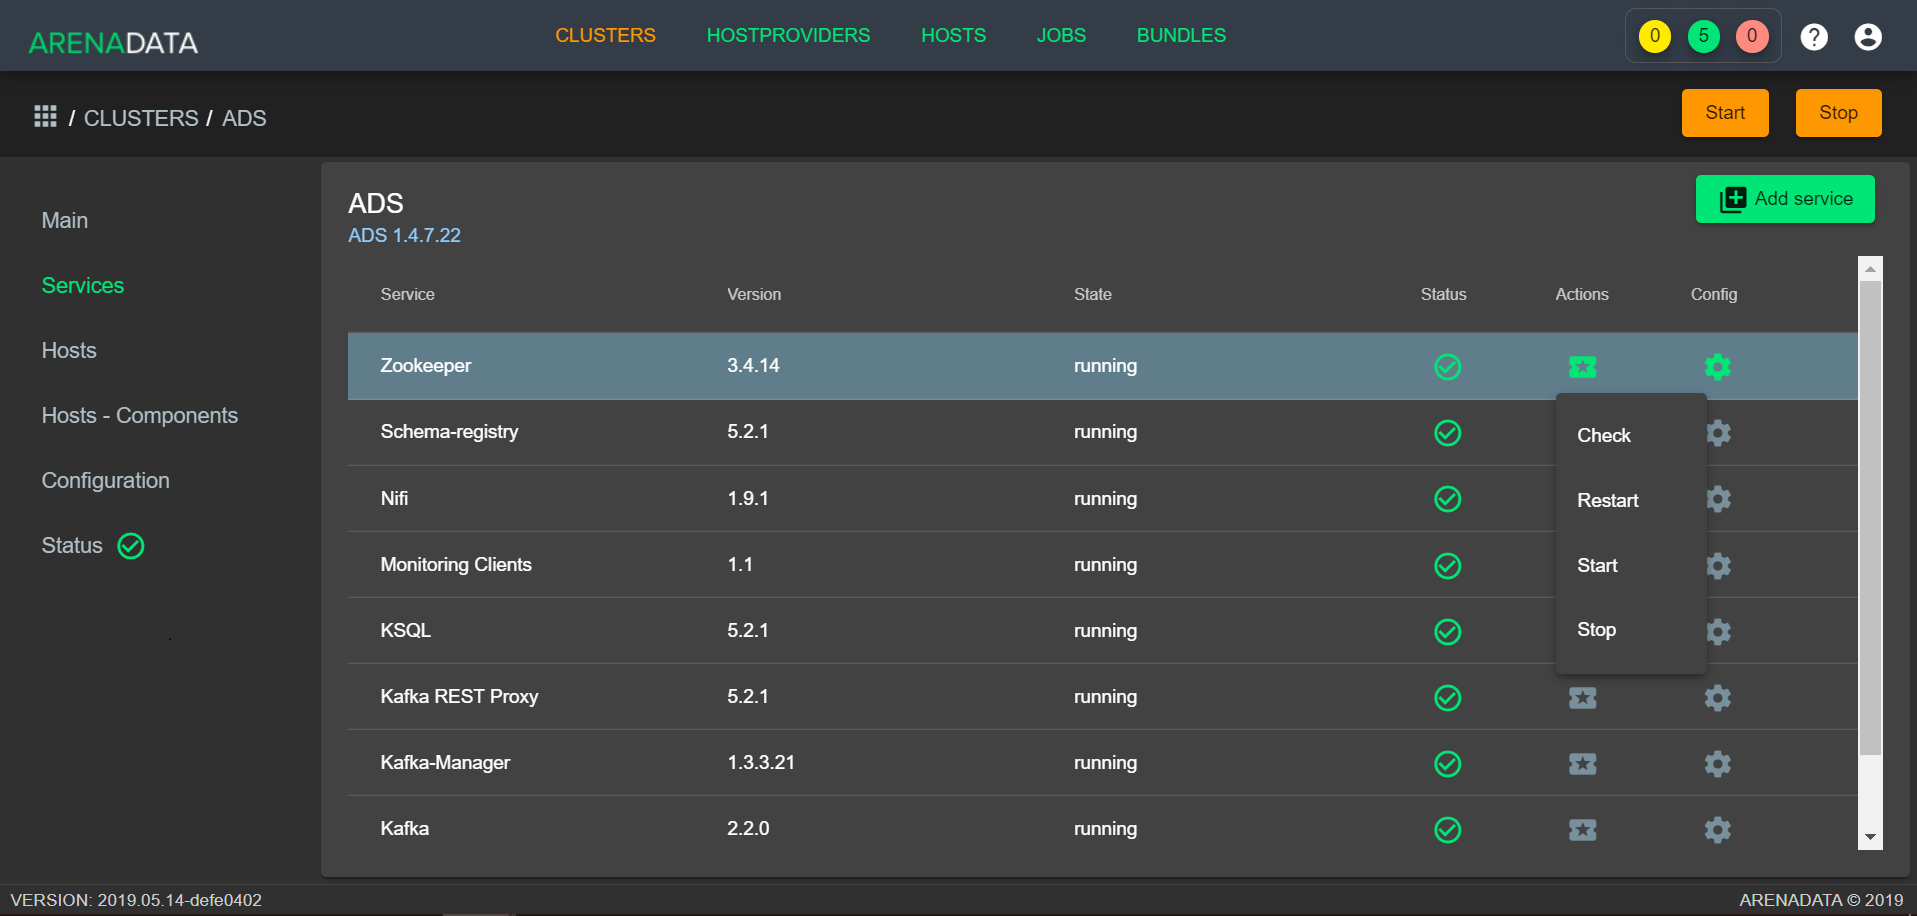 ARENADATA CLUSTERS HOSTPROVIDERS HOSTS JOBS BUNDLES 0 5 0 ?
/ CLUSTERS / ADS Start Stop
Main
Services
Hosts
Hosts - Components
Configuration
Status
ADS
ADS 1.4.7.22
Add service
Service Version State Status Actions Config
Zookeeper 3.4.14 running
Schema-registry 5.2.1 running
Nifi 1.9.1 running
Monitoring Clients 1.1 running
KSQL 5.2.1 running
Kafka REST Proxy 5.2.1 running
Kafka-Manager 1.3.3.21 running
Kafka 2.2.0 running
Check
Restart
Start
Stop
VERSION: 2019.05.14-defe0402 ARENADATA © 2019